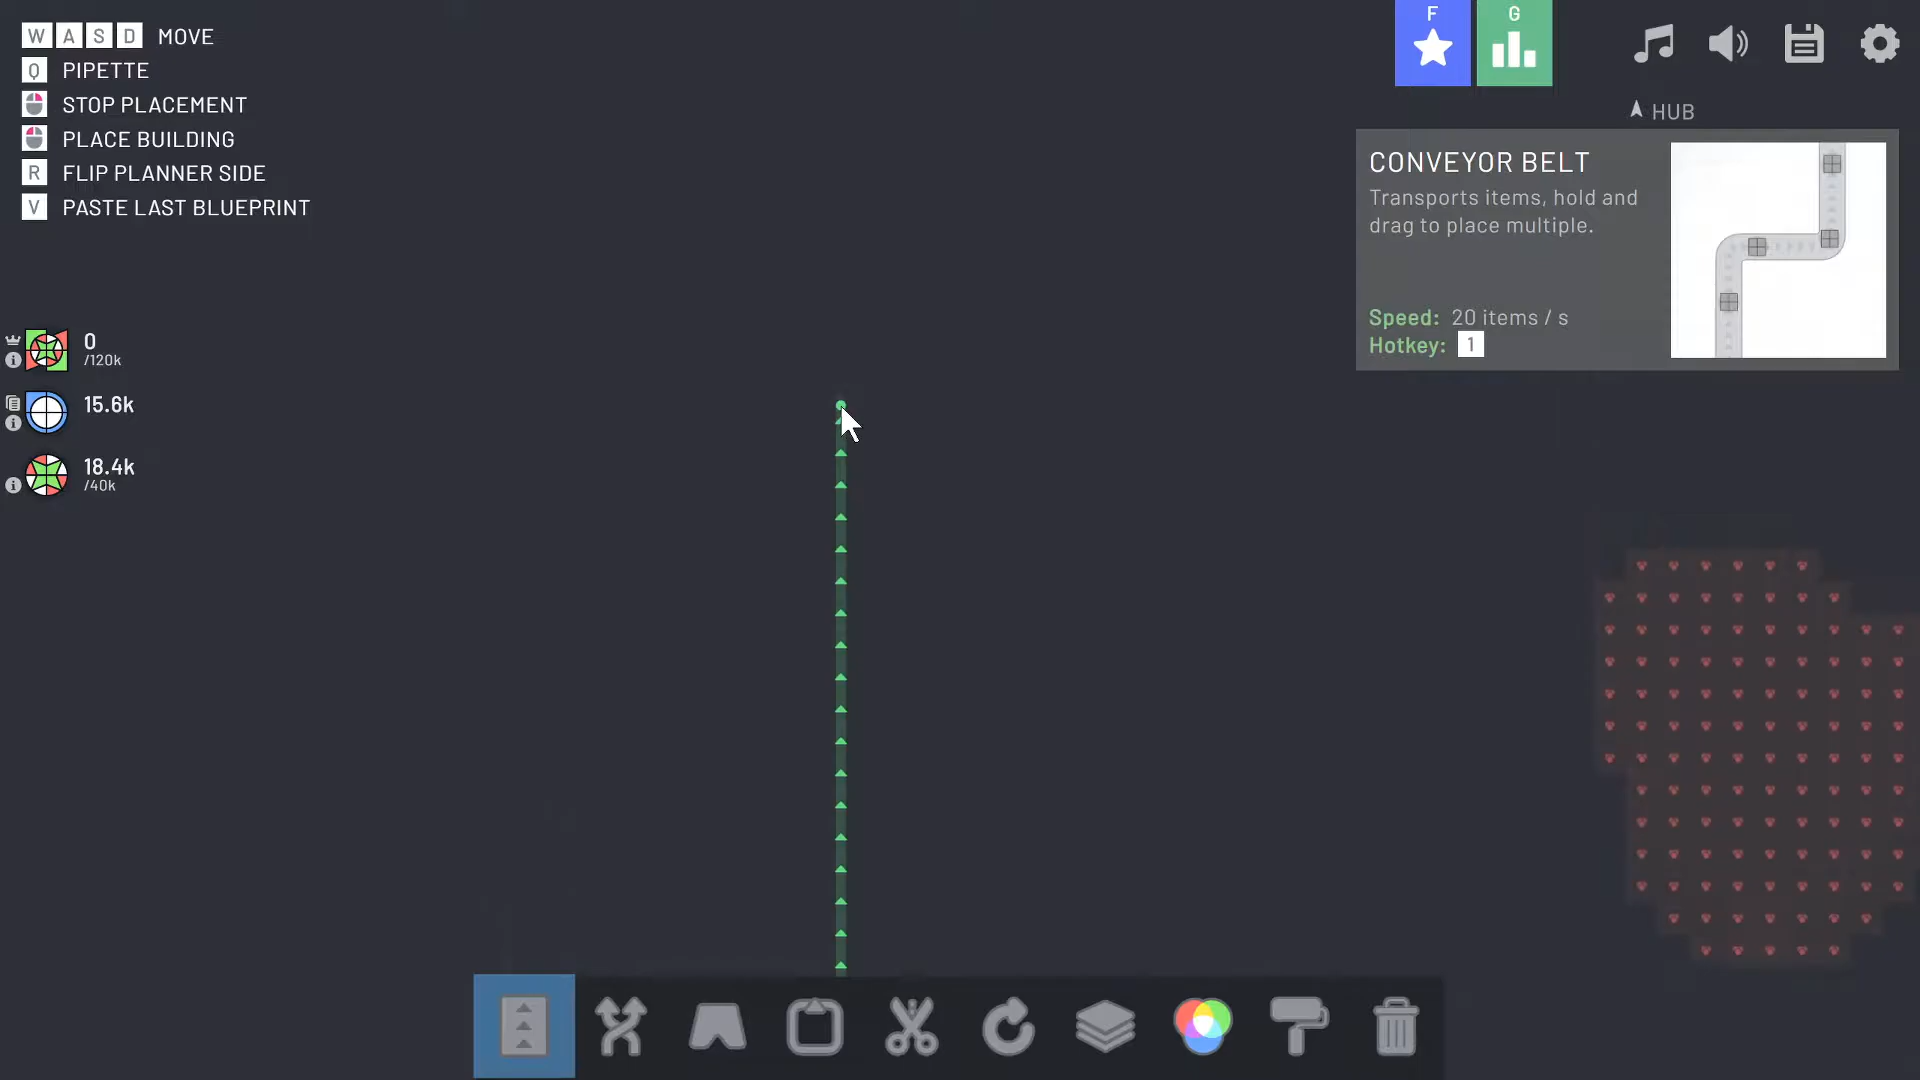 W A S D MOVE
Q PIPETTE
STOP PLACEMENT
PLACE BUILDING
R FLIP PLANNER SIDE
V PASTE LAST BLUEPRINT
0
/120k
15.6k
18.4k
/40k
F G
HUB
CONVEYOR BELT
Transports items, hold and
drag to place multiple.
Speed: 20 items / s
Hotkey: 1